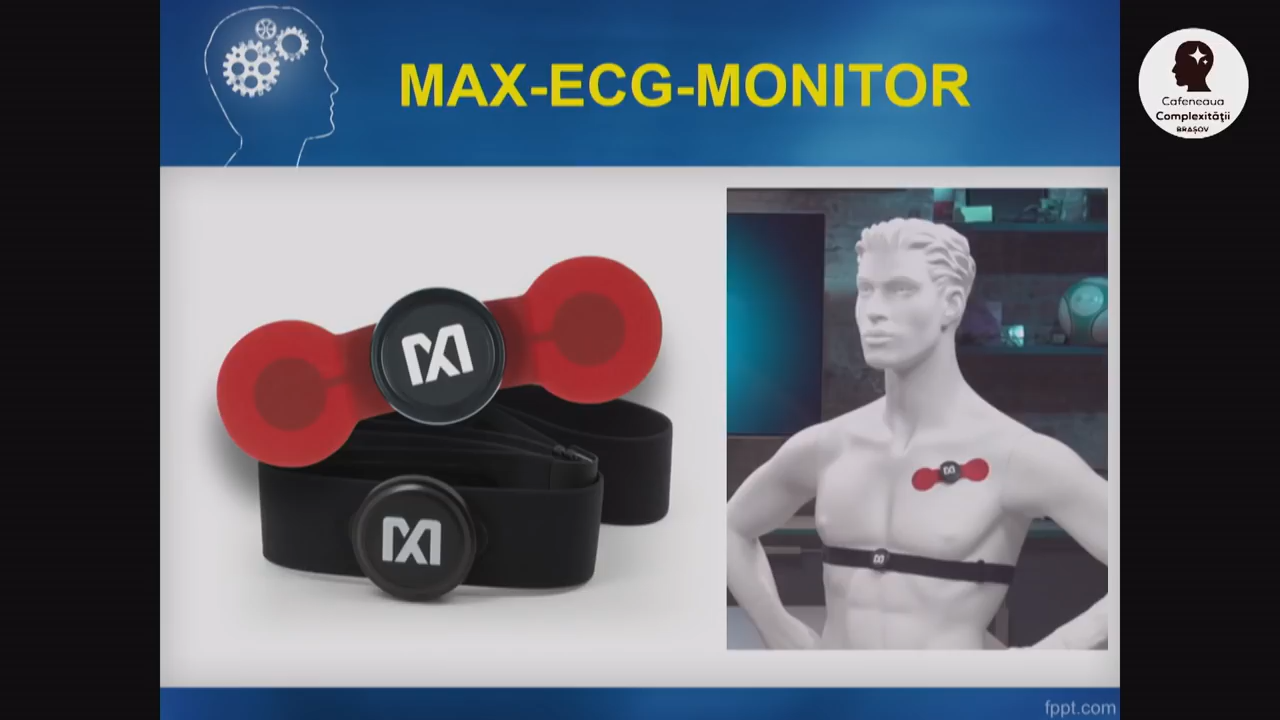 MAX-ECG-MONITOR
Cafeneaua
Complexității
BRAȘOV
fppt.com